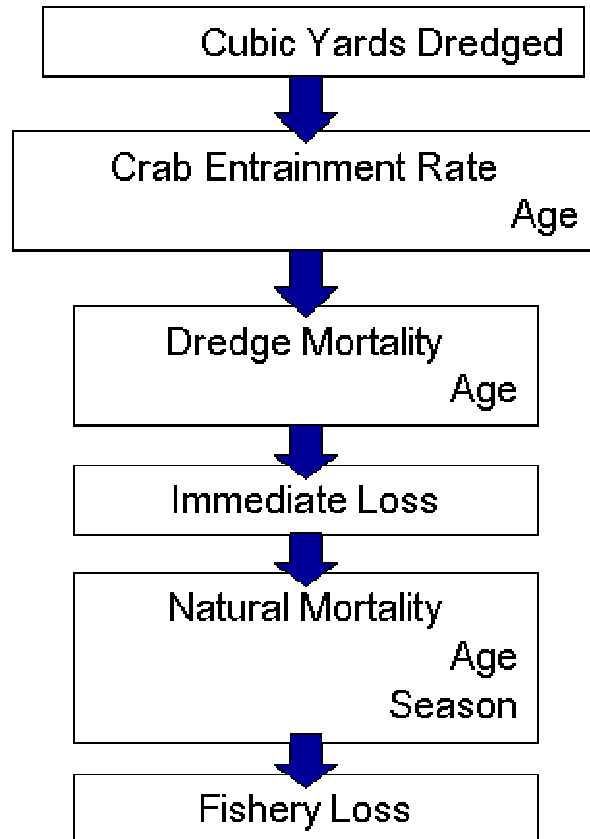 Cubic Yards Dredged
Crab Entrainment Rate
Age
Dredge Mortality
Age
Immediate Loss
Natural Mortality
Age
Season
Fishery Loss